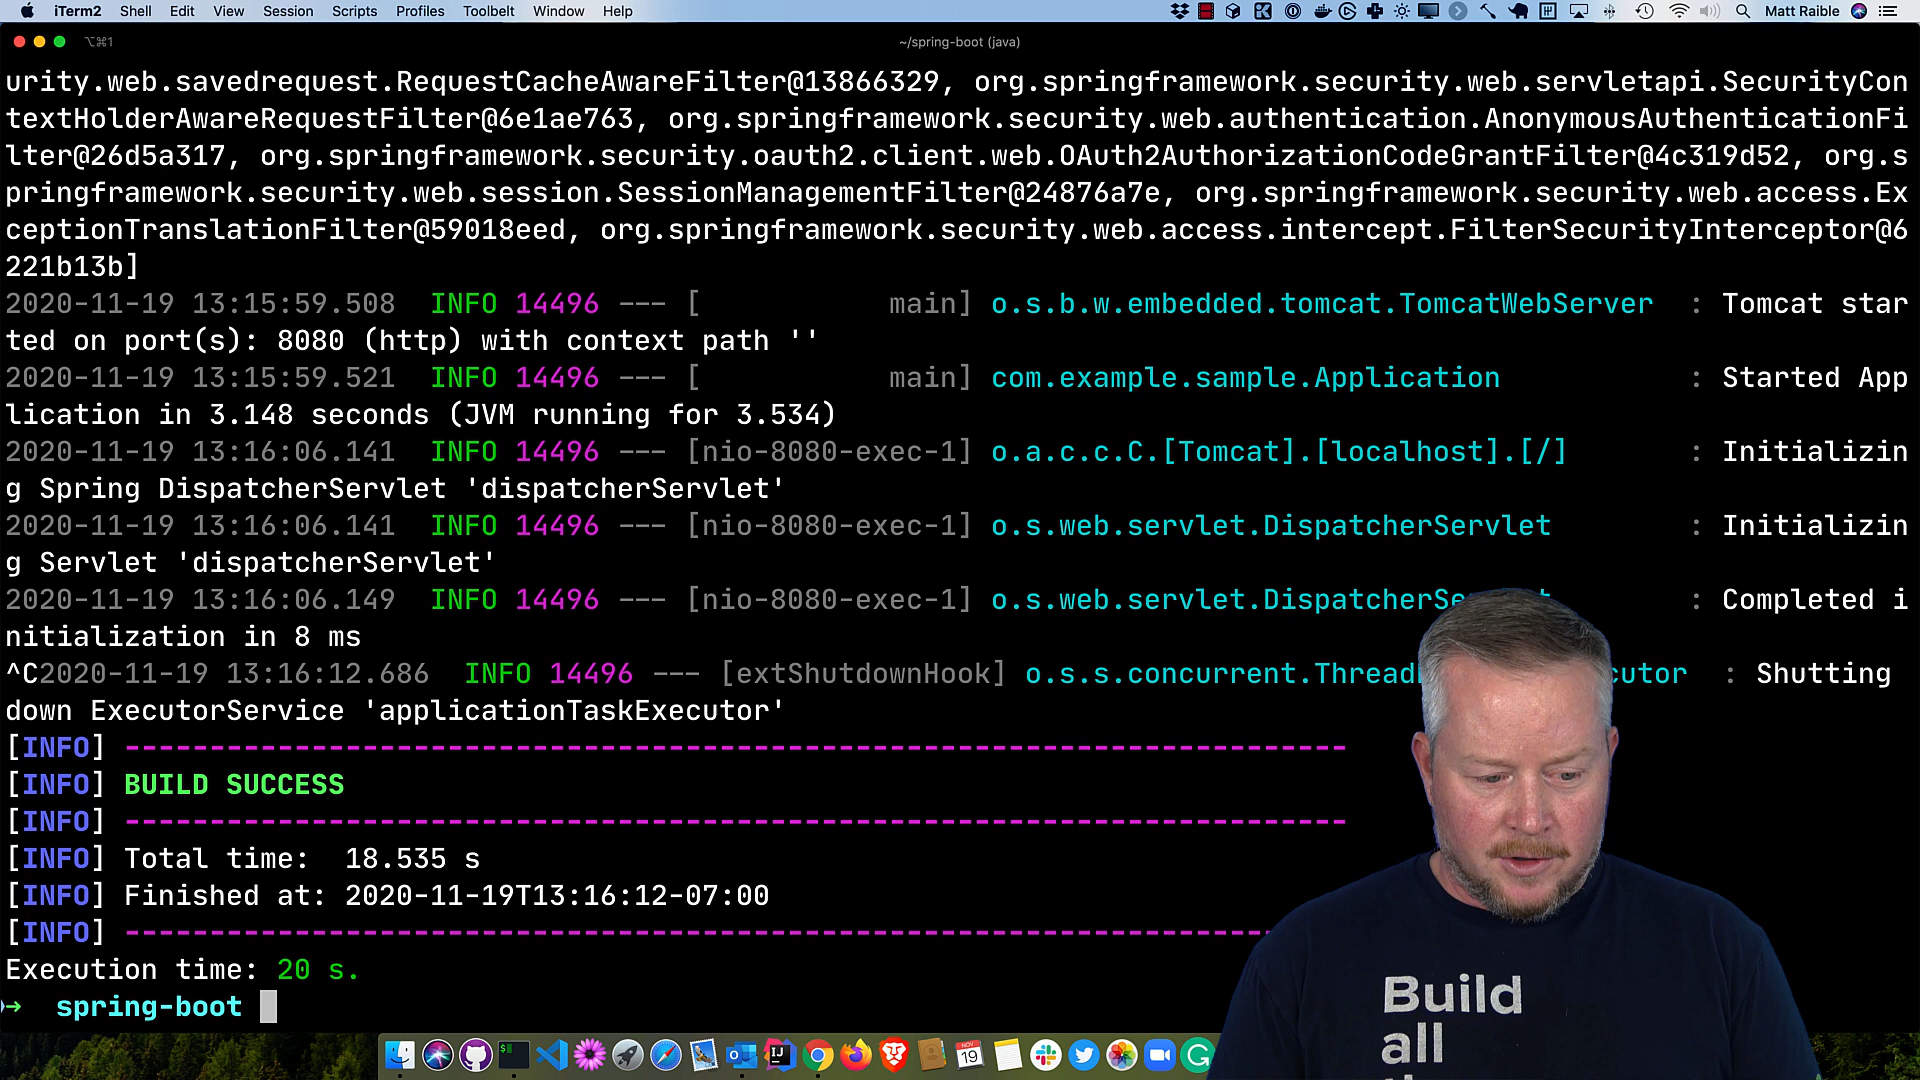 iTerm2 Shell Edit View Session Scripts Profiles Toolbelt Window Help Matt Raible
⌥⌘1 ~/spring-boot (java)
urity.web.savedrequest.RequestCacheAwareFilter@13866329, org.springframework.security.web.servletapi.SecurityCon
textHolderAwareRequestFilter@6e1ae763, org.springframework.security.web.authentication.AnonymousAuthenticationFi
lter@26d5a317, org.springframework.security.oauth2.client.web.OAuth2AuthorizationCodeGrantFilter@4c319d52, org.s
pringframework.security.web.session.SessionManagementFilter@24876a7e, org.springframework.security.web.access.Ex
ceptionTranslationFilter@59018eed, org.springframework.security.web.access.intercept.FilterSecurityInterceptor@6
221b13b]
2020-11-19 13:15:59.508 INFO 14496 --- [ main] o.s.b.w.embedded.tomcat.TomcatWebServer : Tomcat star
ted on port(s): 8080 (http) with context path ''
2020-11-19 13:15:59.521 INFO 14496 --- [ main] com.example.sample.Application : Started App
lication in 3.148 seconds (JVM running for 3.534)
2020-11-19 13:16:06.141 INFO 14496 --- [nio-8080-exec-1] o.a.c.c.C.[Tomcat].[localhost].[/] : Initializin
g Spring DispatcherServlet 'dispatcherServlet'
2020-11-19 13:16:06.141 INFO 14496 --- [nio-8080-exec-1] o.s.web.servlet.DispatcherServlet : Initializin
g Servlet 'dispatcherServlet'
2020-11-19 13:16:06.149 INFO 14496 --- [nio-8080-exec-1] o.s.web.servlet.DispatcherSe : Completed i
nitialization in 8 ms
^C2020-11-19 13:16:12.686 INFO 14496 --- [extShutdownHook] o.s.s.concurrent.Thread cutor : Shutting
down ExecutorService 'applicationTaskExecutor'
[INFO] ------------------------------------------------------------------------
[INFO] BUILD SUCCESS
[INFO] ------------------------------------------------------------------------
[INFO] Total time: 18.535 s
[INFO] Finished at: 2020-11-19T13:16:12-07:00
[INFO] --------------------------------------------------------------------
Execution time: 20 s.
→ spring-boot
NOV
19
Build
all